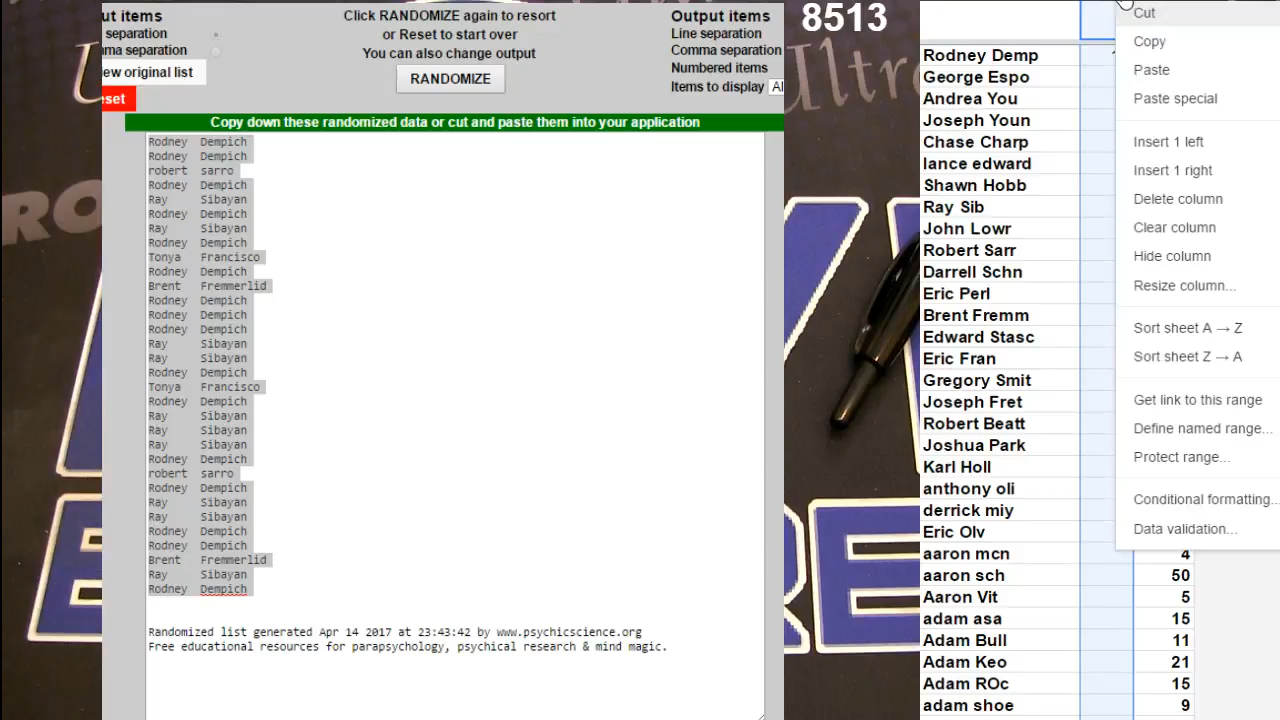 ut items
separation
mma separation
ew original list
eset
Click RANDOMIZE again to resort
or Reset to start over
You can also change output
RANDOMIZE
Output items
Line separation
Comma separation
Numbered items
Items to display Al
8513
Copy down these randomized data or cut and paste them into your application
Rodney Dempich
Rodney Dempich
robert sarro
Rodney Dempich
Ray Sibayan
Rodney Dempich
Ray Sibayan
Rodney Dempich
Tonya Francisco
Rodney Dempich
Brent Fremmerlid
Rodney Dempich
Rodney Dempich
Rodney Dempich
Ray Sibayan
Ray Sibayan
Rodney Dempich
Tonya Francisco
Rodney Dempich
Ray Sibayan
Ray Sibayan
Ray Sibayan
Rodney Dempich
robert sarro
Rodney Dempich
Ray Sibayan
Ray Sibayan
Rodney Dempich
Rodney Dempich
Brent Fremmerlid
Ray Sibayan
Rodney Dempich
Randomized list generated Apr 14 2017 at 23:43:42 by www.psychicscience.org
Free educational resources for parapsychology, psychical research & mind magic.
Rodney Demp
George Espo
Andrea You
Joseph Youn
Chase Charp
lance edward
Shawn Hobb
Ray Sib
John Lowr
Robert Sarr
Darrell Schn
Eric Perl
Brent Fremm
Edward Stasc
Eric Fran
Gregory Smit
Joseph Fret
Robert Beatt
Joshua Park
Karl Holl
anthony oli
derrick miy
Eric Olv
aaron mcn 4
aaron sch 50
Aaron Vit 5
adam asa 15
Adam Bull 11
Adam Keo 21
Adam ROc 15
adam shoe 9
Cut
Copy
Paste
Paste special
Insert 1 left
Insert 1 right
Delete column
Clear column
Hide column
Resize column...
Sort sheet A → Z
Sort sheet Z → A
Get link to this range
Define named range...
Protect range...
Conditional formatting...
Data validation...